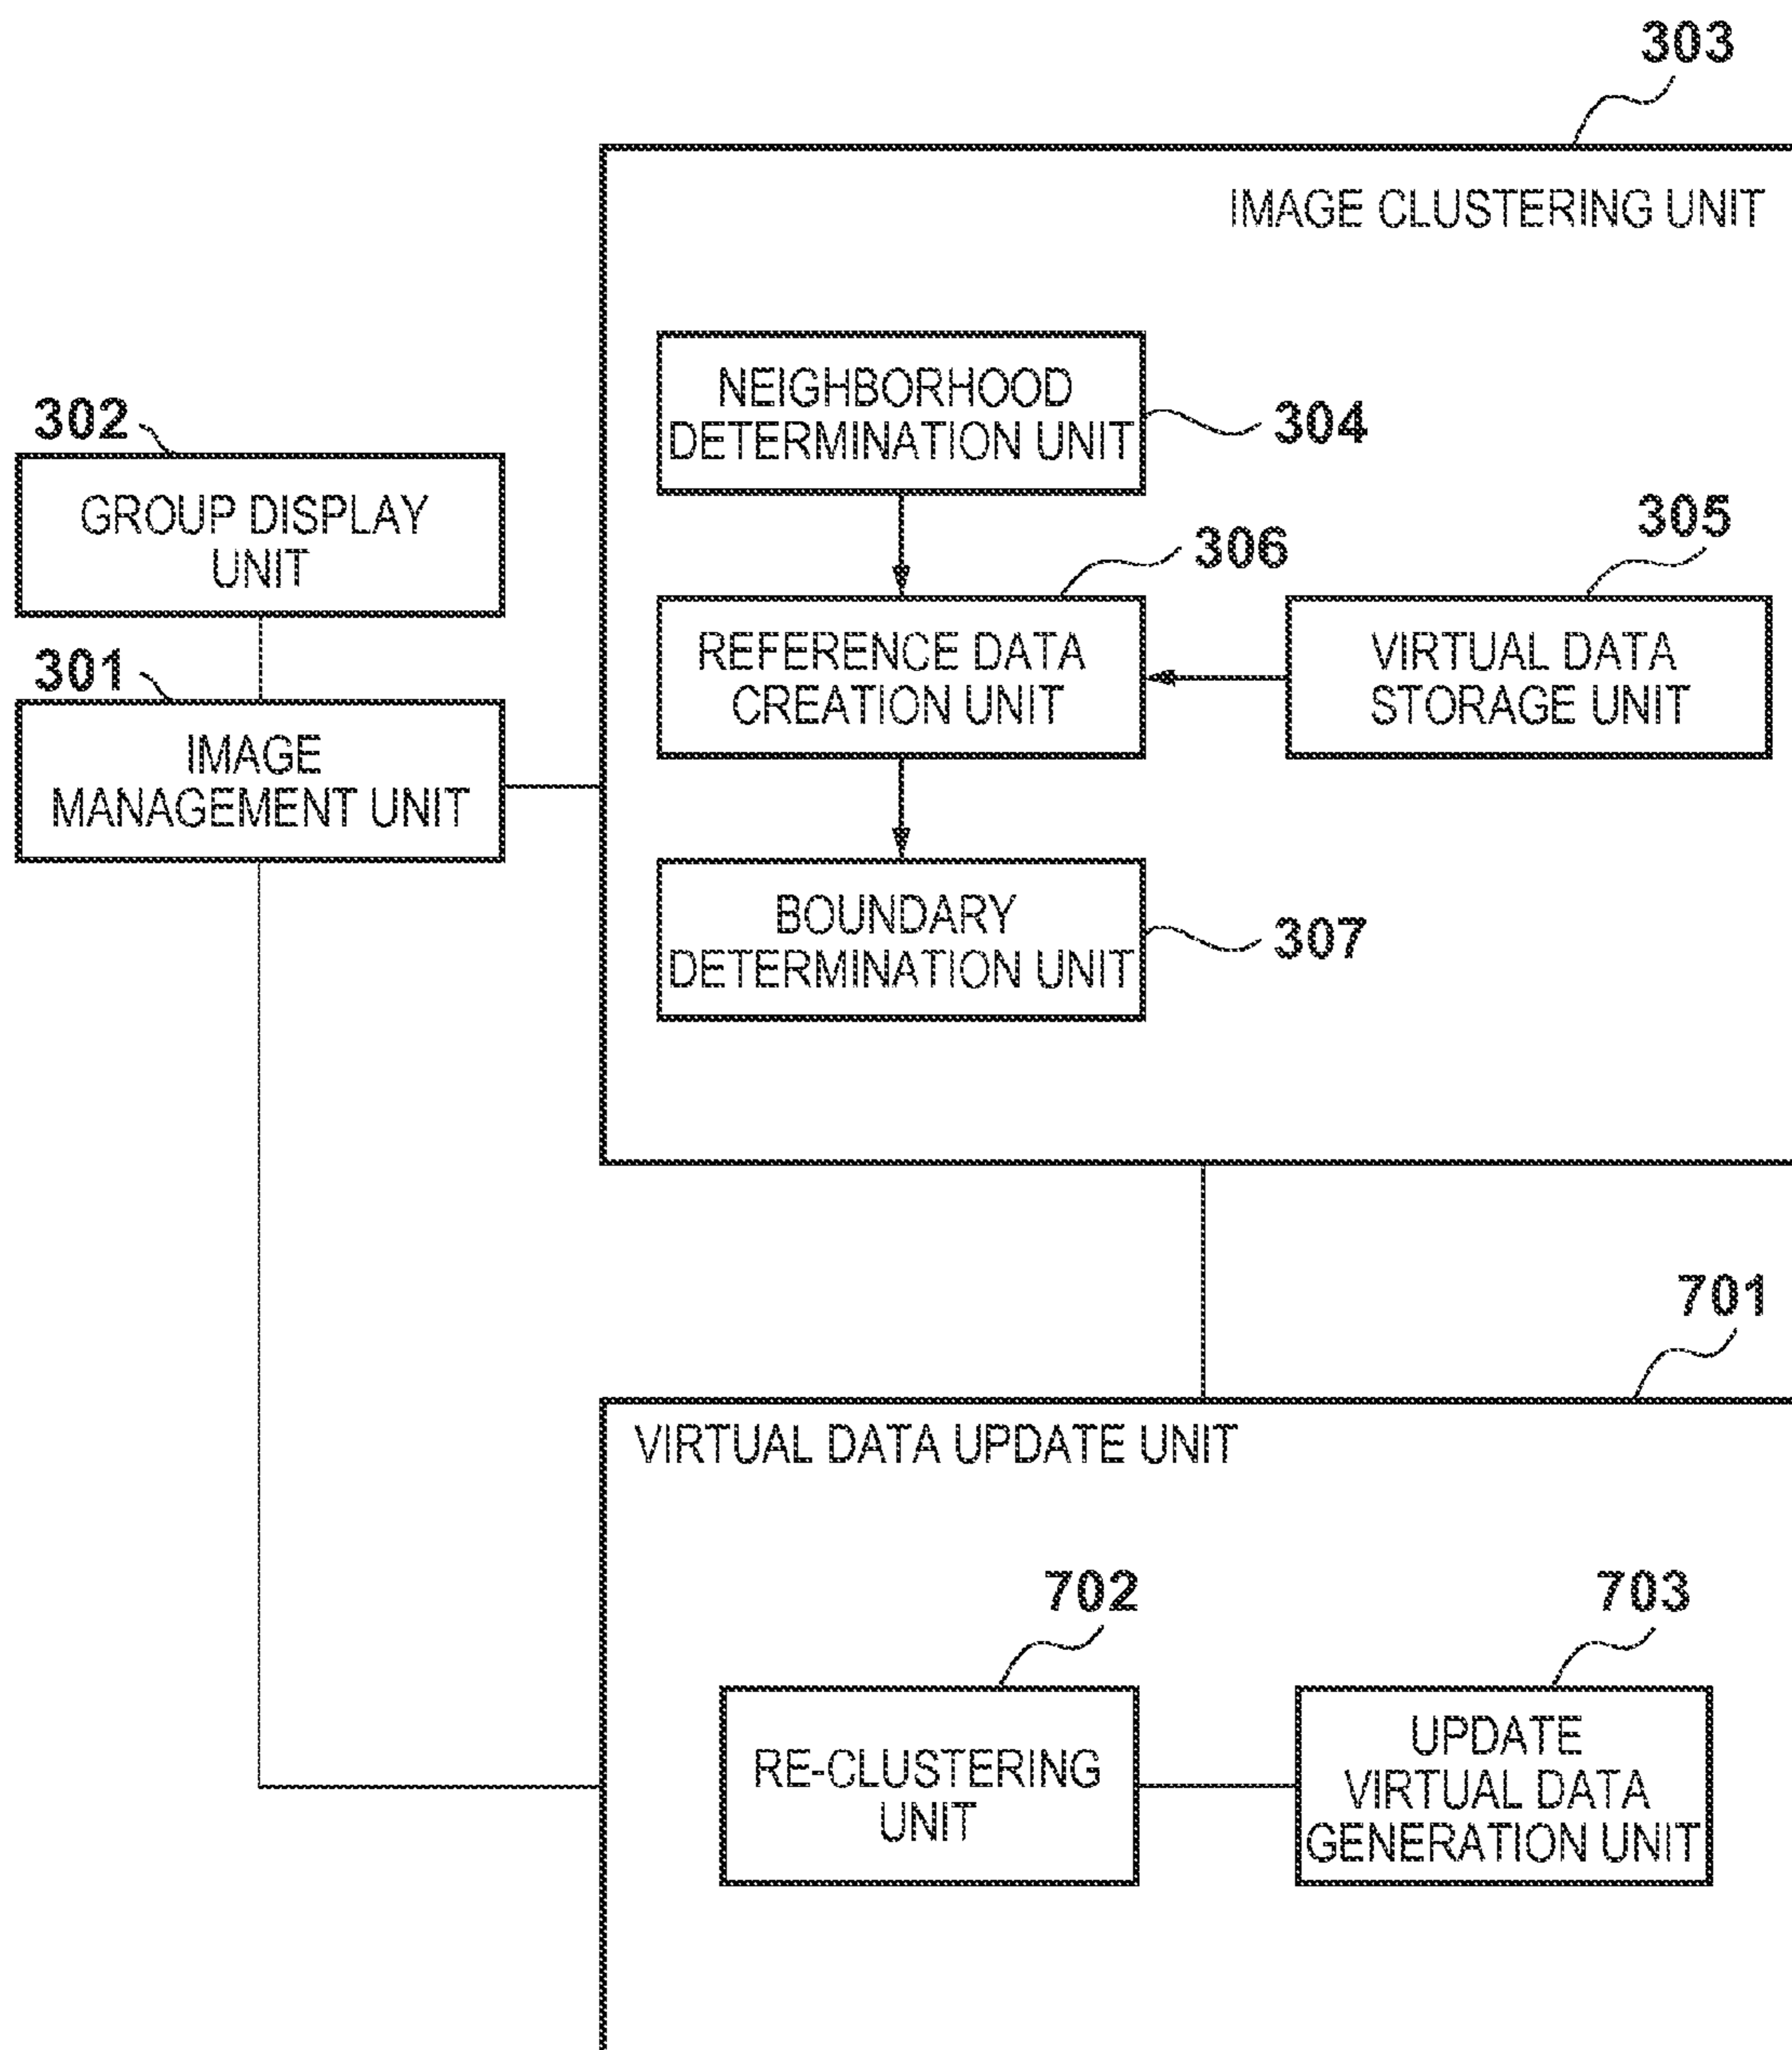 303
IMAGE CLUSTERING UNIT
NEIGHBORHOOD
DETERMINATION UNIT
304
302
GROUP DISPLAY
UNIT
305
306
REFERENCE DATA
CREATION UNIT
VIRTUAL DATA
STORAGE UNIT
301
IMAGE
MANAGEMENT UNIT
BOUNDARY
DETERMINATION UNIT
307
701
VIRTUAL DATA UPDATE UNIT
702
703
RE-CLUSTERING
UNIT
UPDATE
VIRTUAL DATA
GENERATION UNIT